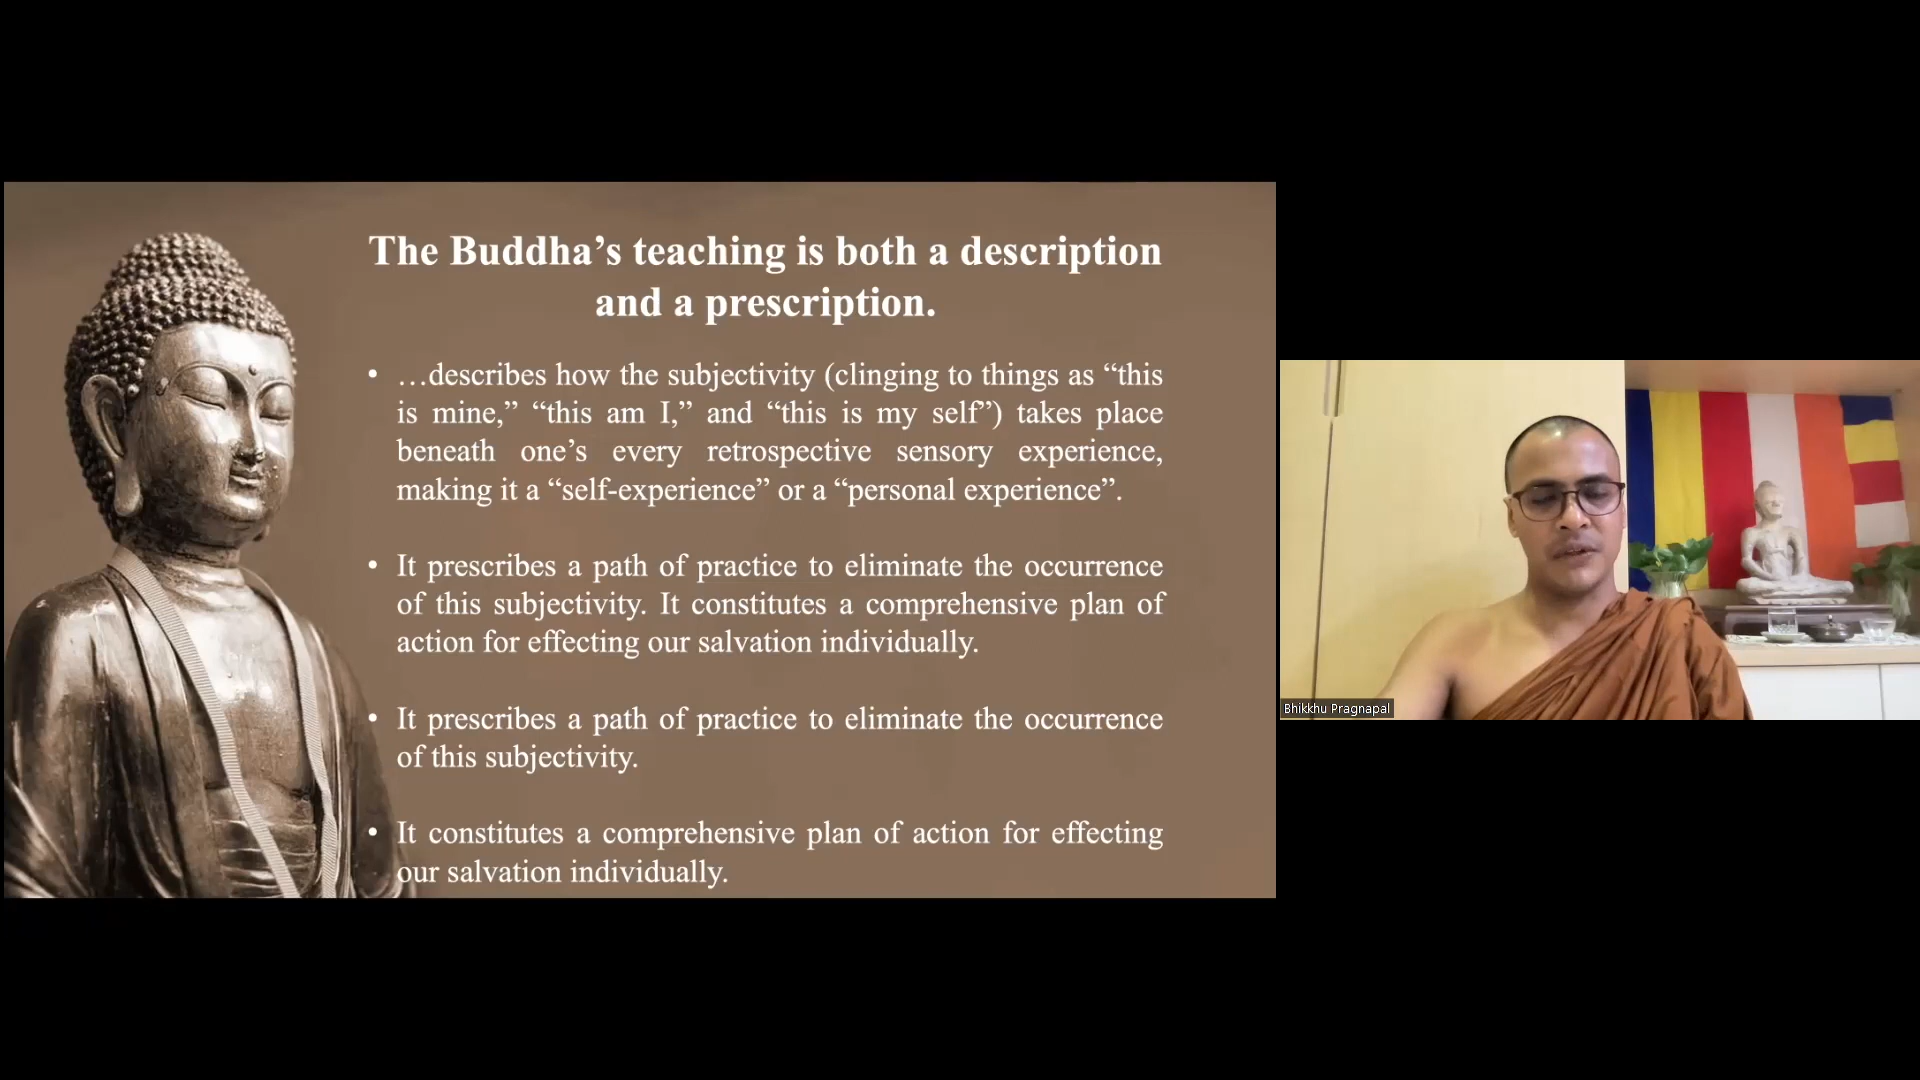 The Buddha’s teaching is both a description
and a prescription.
• …describes how the subjectivity (clinging to things as “this
is mine,” “this am I,” and “this is my self”) takes place
beneath one’s every retrospective sensory experience,
making it a “self-experience” or a “personal experience”.
• It prescribes a path of practice to eliminate the occurrence
of this subjectivity. It constitutes a comprehensive plan of
action for effecting our salvation individually.
• It prescribes a path of practice to eliminate the occurrence
of this subjectivity.
• It constitutes a comprehensive plan of action for effecting
our salvation individually.
Bhikkhu Pragnapal